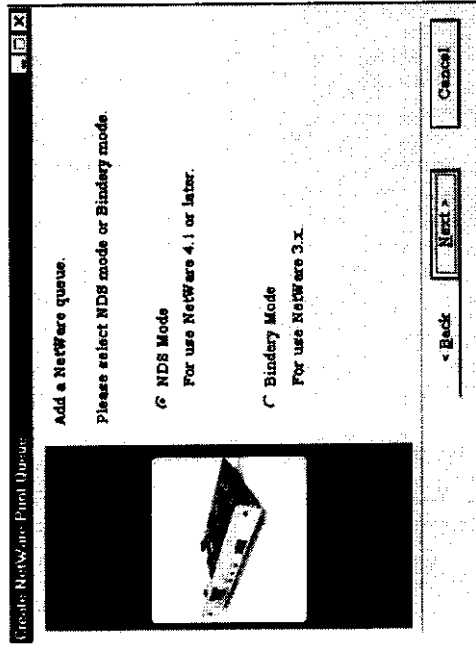 Create NetWare Print Queue
Add a NetWare queue.
Please select NDS mode or Bindery mode.
NDS Mode
For use NetWare 4.1 or later.
Bindery Mode
For use NetWare 3.x.
< Back
Next >
Cancel